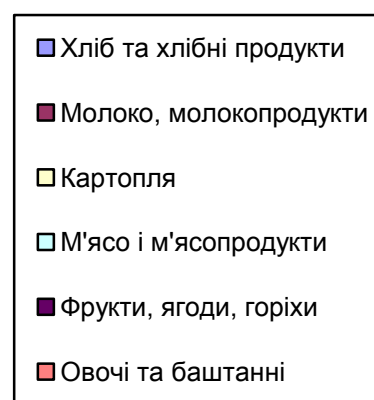 Хліб та хлібні продукти
Молоко, молокопродукти
Картопля
М'ясо і м'ясопродукти
Фрукти, ягоди, горіхи
Овочі та баштанні